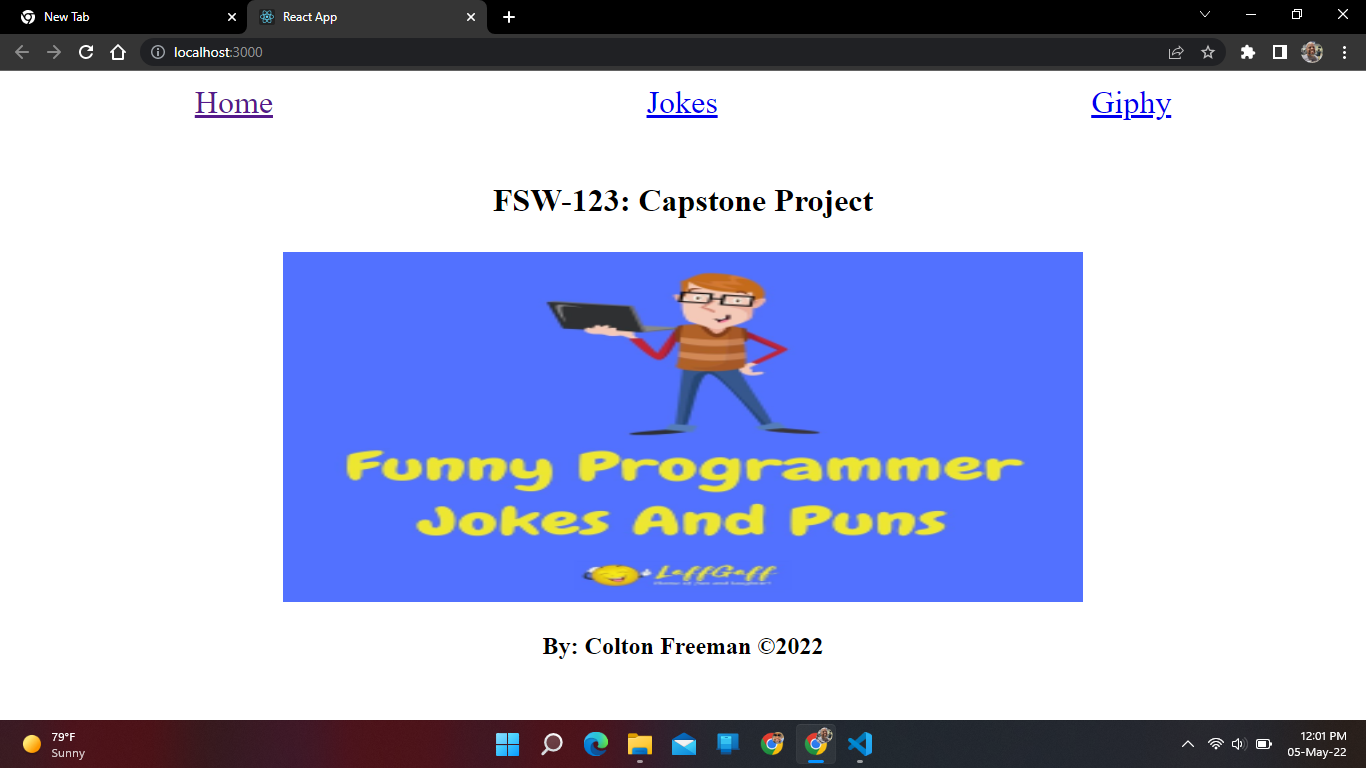 New Tab
React App
localhost:3000
Home
Jokes
Giphy
FSW-123: Capstone Project
Funny Programmer
Jokes And Puns
LaffGaff
By: Colton Freeman ©2022
79°F
Sunny
12:01 PM
05-May-22